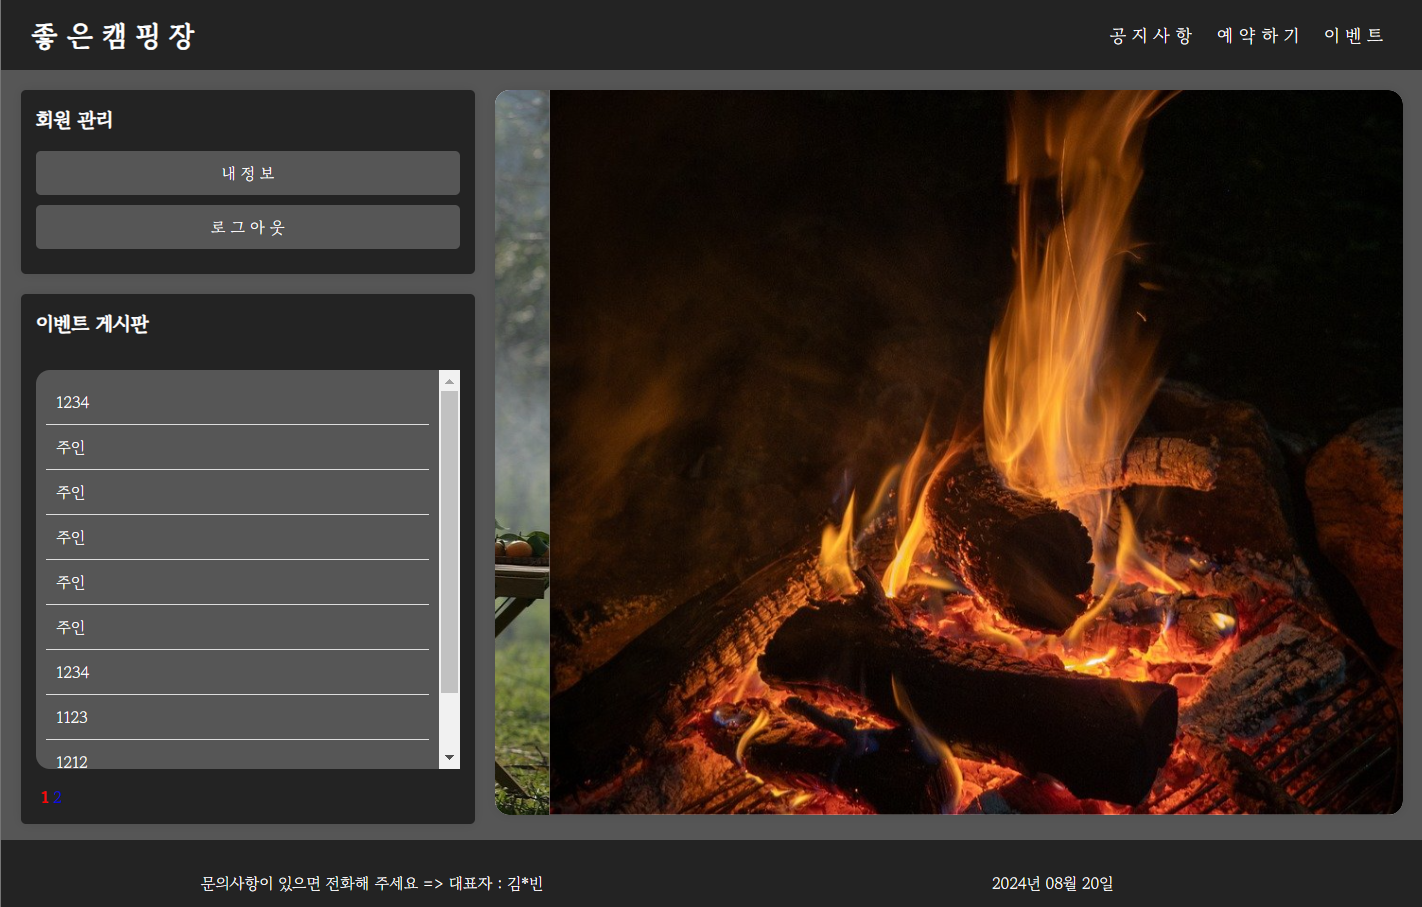 좋은캠핑장
공지사항 예약하기 이벤트
회원 관리
내정보
로그아웃
이벤트 게시판
1234
주인
주인
주인
주인
주인
1234
1123
1212
1 2
문의사항이 있으면 전화해 주세요 => 대표자 : 김*빈
2024년 08월 20일